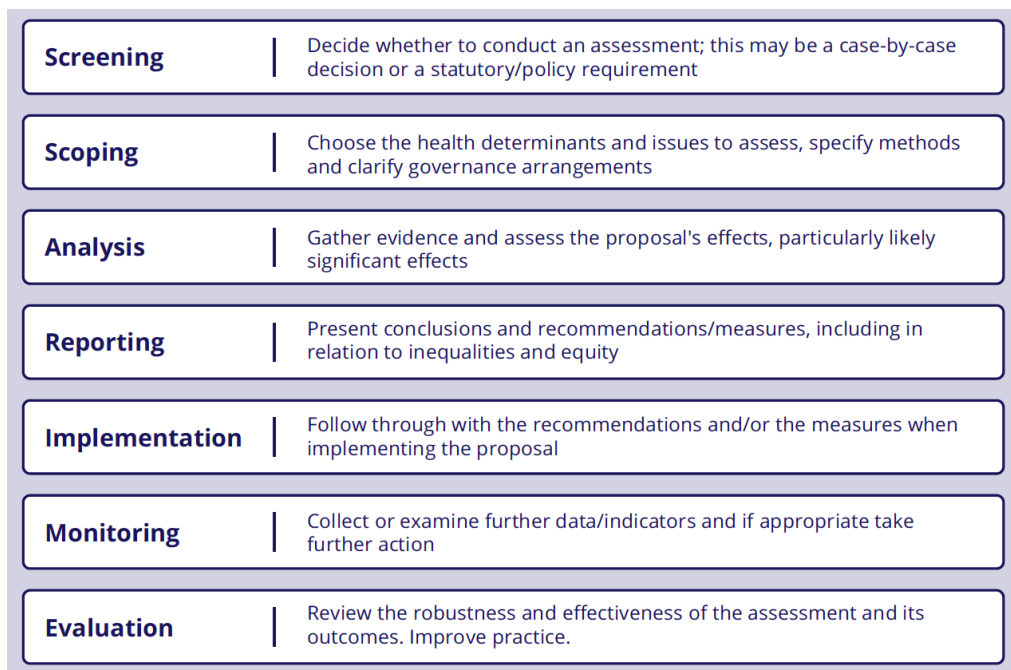 Screening
Decide whether to conduct an assessment; this may be a case-by-case
decision or a statutory/policy requirement
Scoping
Choose the health determinants and issues to assess, specify methods
and clarify governance arrangements
Analysis
Gather evidence and assess the proposal's effects, particularly likely
significant effects
Reporting
Present conclusions and recommendations/measures, including in
relation to inequalities and equity
Implementation
Follow through with the recommendations and/or the measures when
implementing the proposal
Monitoring
Collect or examine further data/indicators and if appropriate take
further action
Evaluation
Review the robustness and effectiveness of the assessment and its
outcomes. Improve practice.